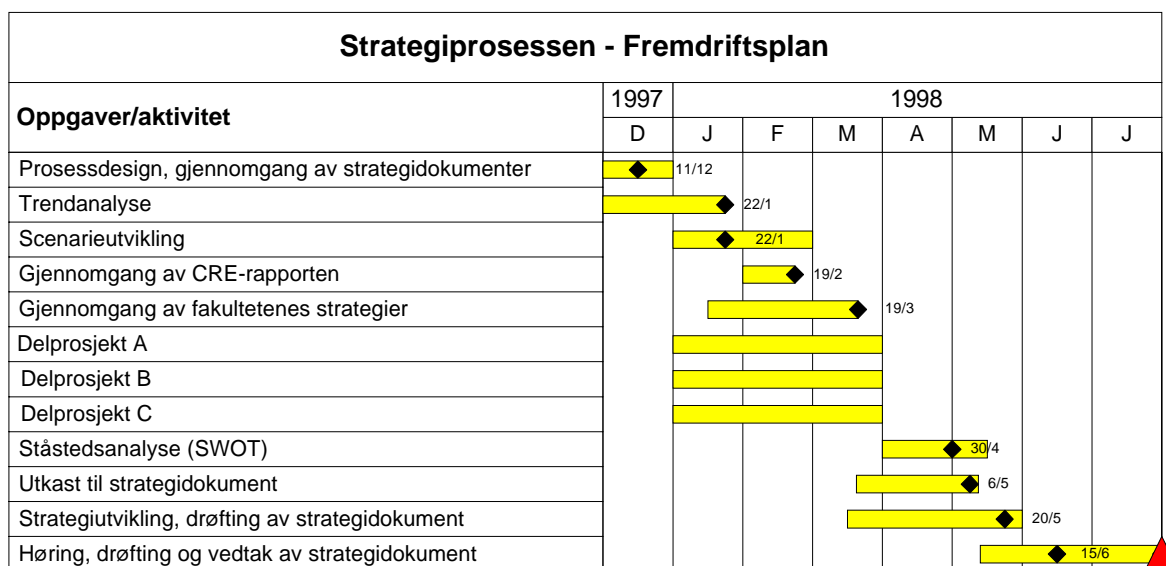 Strategiprosessen - Fremdriftsplan
Oppgaver/aktivitet
1997 1998
D J F M A M J J
Prosessdesign, gjennomgang av strategidokumenter 11/12
Trendanalyse 22/1
Scenarieutvikling 22/1
Gjennomgang av CRE-rapporten 19/2
Gjennomgang av fakultetenes strategier 19/3
Delprosjekt A
Delprosjekt B
Delprosjekt C
Ståstedsanalyse (SWOT) 30/4
Utkast til strategidokument 6/5
Strategiutvikling, drøfting av strategidokument 20/5
Høring, drøfting og vedtak av strategidokument 15/6